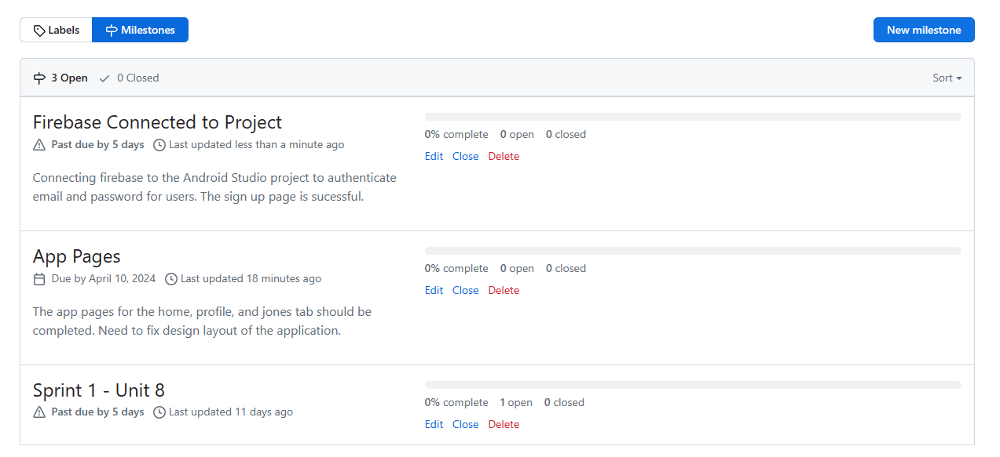 Labels Milestones New milestone
3 Open 0 Closed Sort
Firebase Connected to Project
Past due by 5 days Last updated less than a minute ago
Connecting firebase to the Android Studio project to authenticate
email and password for users. The sign up page is sucessful.
0% complete 0 open 0 closed
Edit Close Delete
App Pages
Due by April 10, 2024 Last updated 18 minutes ago
The app pages for the home, profile, and jones tab should be
completed. Need to fix design layout of the application.
0% complete 0 open 0 closed
Edit Close Delete
Sprint 1 - Unit 8
Past due by 5 days Last updated 11 days ago
0% complete 1 open 0 closed
Edit Close Delete